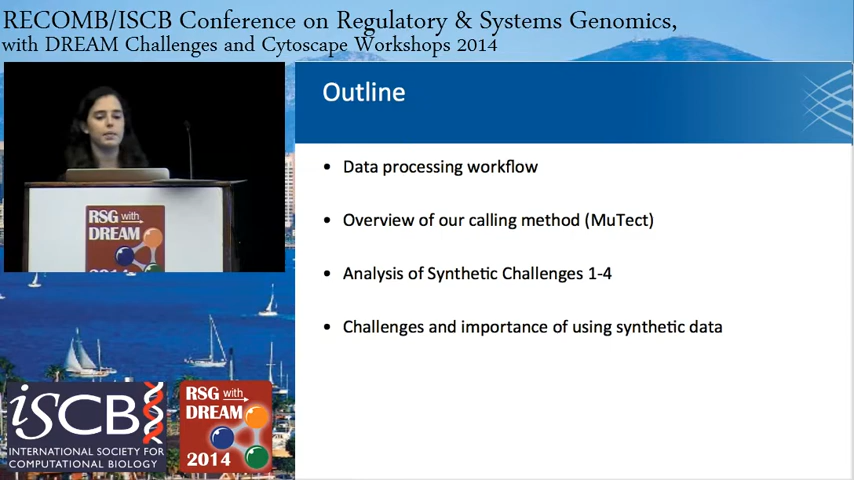 RECOMB/ISCB Conference on Regulatory & Systems Genomics,
with DREAM Challenges and Cytoscape Workshops 2014
Outline
• Data processing workflow
• Overview of our calling method (MuTect)
• Analysis of Synthetic Challenges 1-4
• Challenges and importance of using synthetic data
RSG with
DREAM
2014
iSCB
INTERNATIONAL SOCIETY FOR
COMPUTATIONAL BIOLOGY
RSG with
DREAM
2014